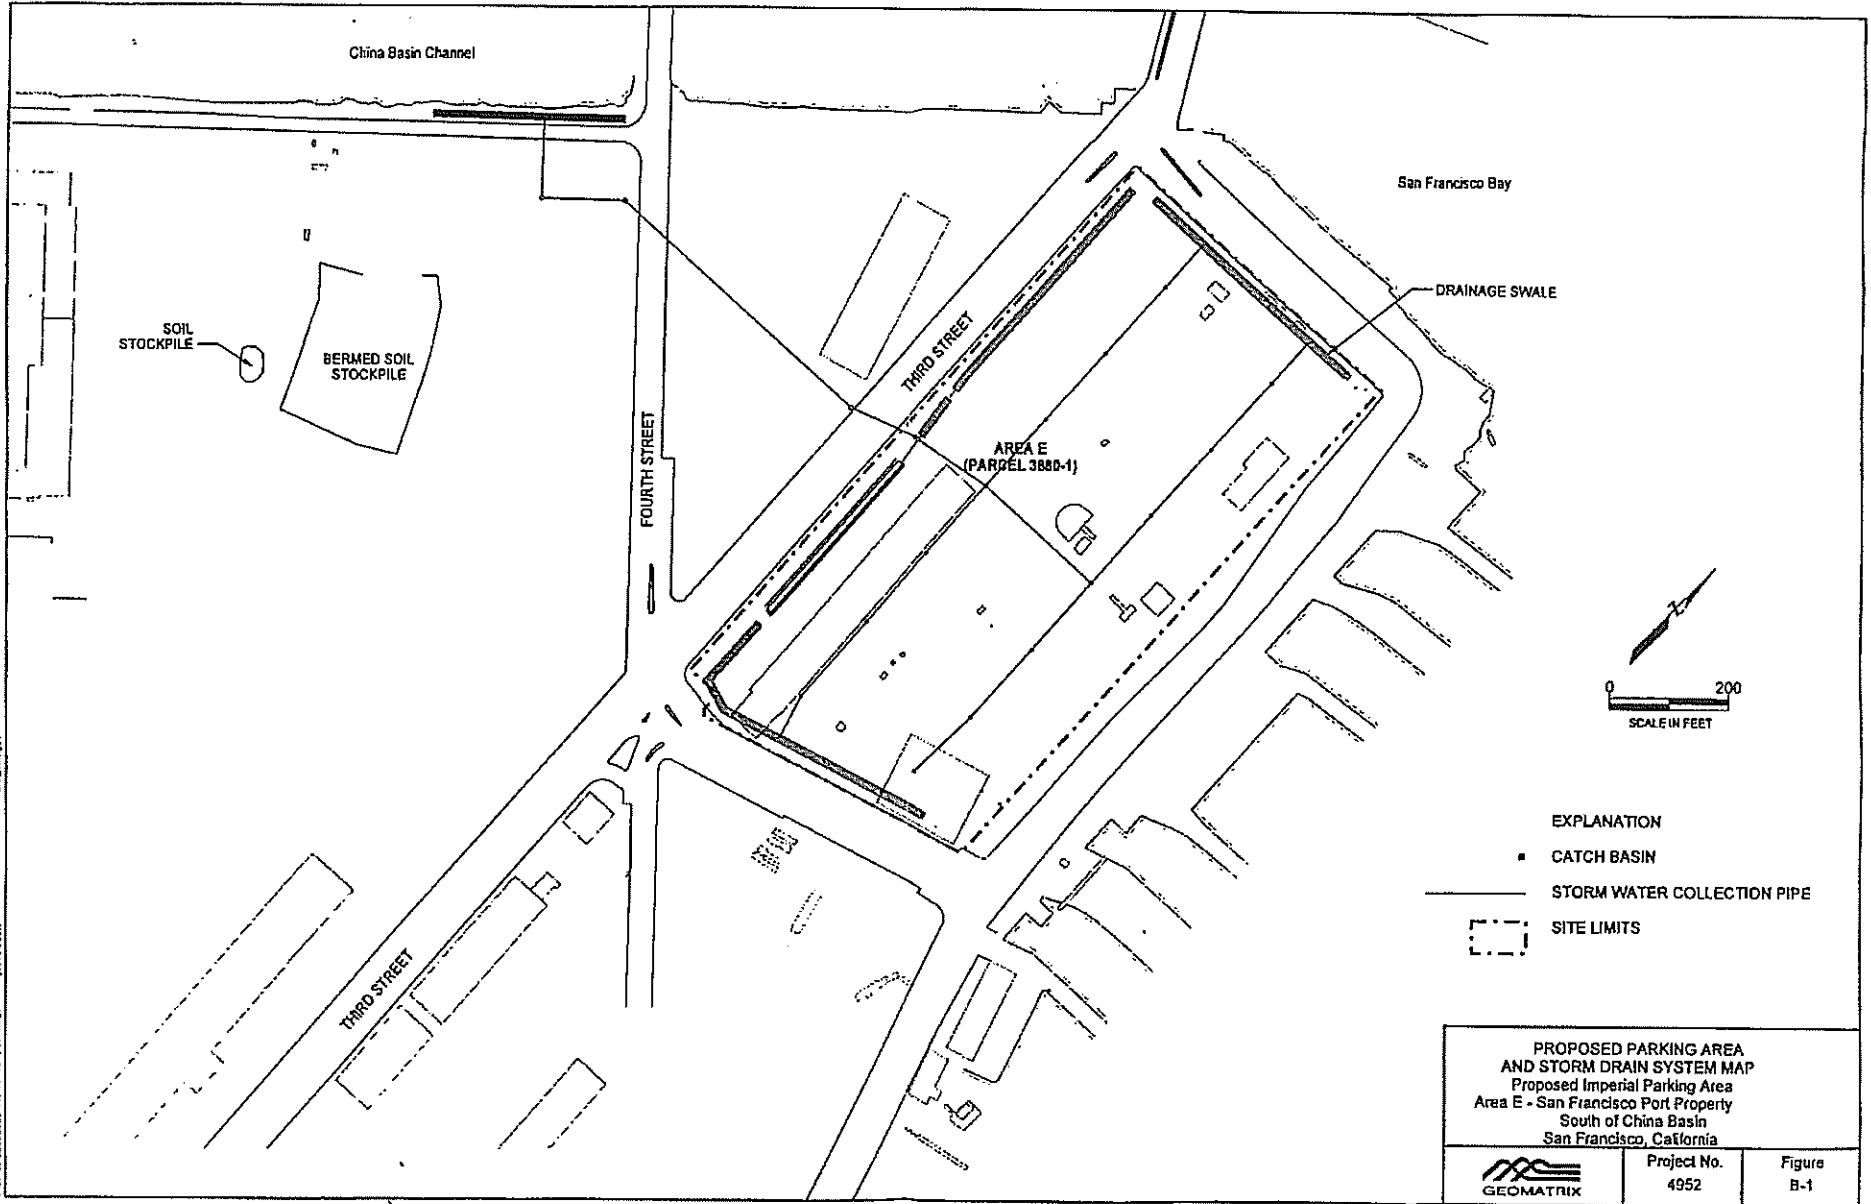 China Basin Channel
San Francisco Bay
DRAINAGE SWALE
SOIL
STOCKPILE
BERMED SOIL
STOCKPILE
THIRD STREET
FOURTH STREET
AREA E
(PARCEL 3880-1)
N
0 200
SCALE IN FEET
EXPLANATION
CATCH BASIN
STORM WATER COLLECTION PIPE
SITE LIMITS
THIRD STREET
PROPOSED PARKING AREA
AND STORM DRAIN SYSTEM MAP
Proposed Imperial Parking Area
Area E - San Francisco Port Property
South of China Basin
San Francisco, California
GEOMATRIX
Project No.
4952
Figure
B-1